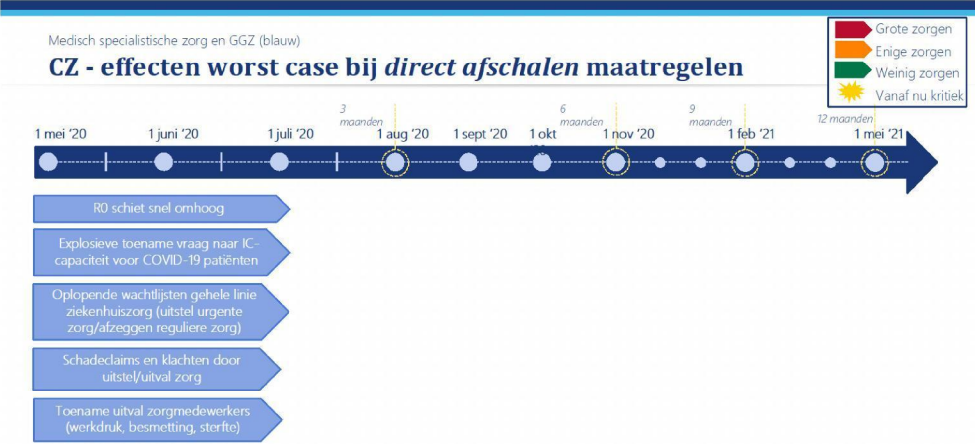 Medisch specialistische zorg en GGZ (blauw)
CZ - effecten worst case bij direct afschalen maatregelen
Grote zorgen
Enige zorgen
Weinig zorgen
Vanaf nu kritiek
3
maanden
6
maanden
9
maanden
12 maanden
1 mei '20
1 juni '20
1 juli '20
1 aug '20
1 sept '20
1 okt
1 nov '20
1 feb '21
1 mei '21
R0 schiet snel omhoog
Explosieve toename vraag naar IC-
capaciteit voor COVID-19 patiënten
Oplopende wachtlijsten gehele linie
ziekenhuiszorg (uitstel urgente
zorg/afzeggen reguliere zorg)
Schadeclaims en klachten door
uitstel/uitval zorg
Toename uitval zorgmedewerkers
(werkdruk, besmetting, sterfte)